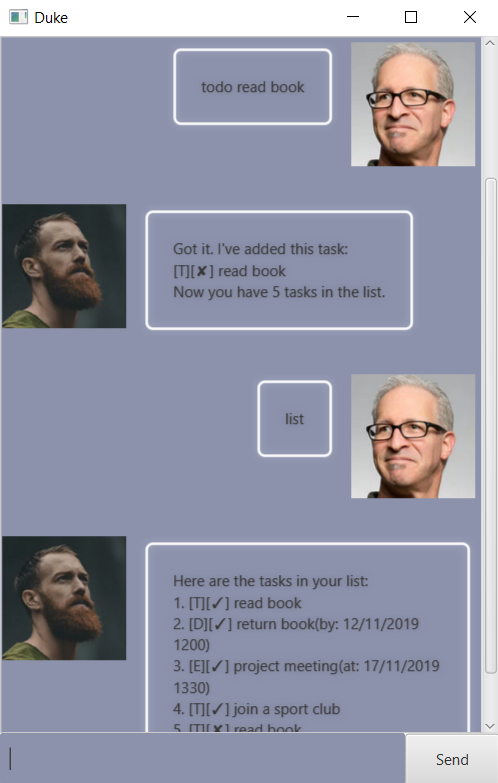 Duke
todo read book
Got it. I've added this task:
[T][✘] read book
Now you have 5 tasks in the list.
list
Here are the tasks in your list:
1. [T][✓] read book
2. [D][✓] return book(by: 12/11/2019
1200)
3. [E][✓] project meeting(at: 17/11/2019
1330)
4. [T][✓] join a sport club
5. [T][✘] read book
Send